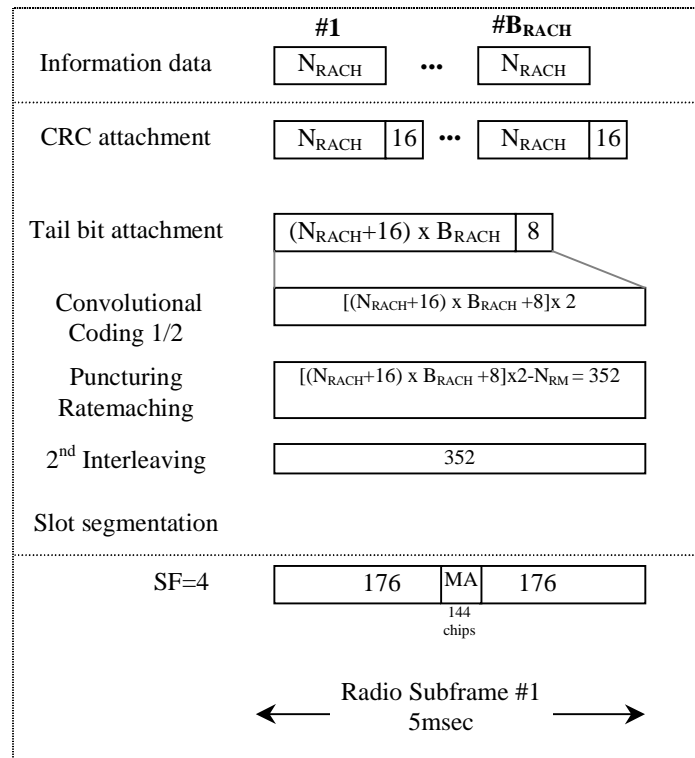 #1 #BRACH
Information data NRACH ... NRACH
CRC attachment NRACH 16 ... NRACH 16
Tail bit attachment (NRACH+16) x BRACH 8
Convolutional
Coding 1/2
[(NRACH+16) x BRACH +8]x 2
Puncturing
Ratemaching
[(NRACH+16) x BRACH +8]x2-NRM = 352
2nd Interleaving 352
Slot segmentation
SF=4 176 MA 176
144
chips
Radio Subframe #1
5msec